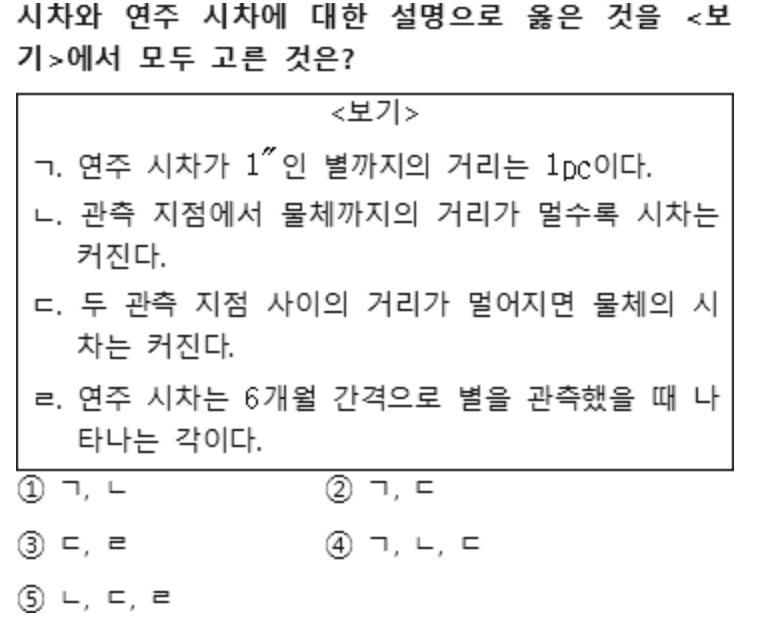 시차와 연주 시차에 대한 설명으로 옳은 것을 <보
기>에서 모두 고른 것은?
<보기>
ㄱ. 연주 시차가 1″인 별까지의 거리는 1pc이다.
ㄴ. 관측 지점에서 물체까지의 거리가 멀수록 시차는
커진다.
ㄷ. 두 관측 지점 사이의 거리가 멀어지면 물체의 시
차는 커진다.
ㄹ. 연주 시차는 6개월 간격으로 별을 관측했을 때 나
타나는 각이다.
① ㄱ, ㄴ ② ㄱ, ㄷ
③ ㄷ, ㄹ ④ ㄱ, ㄴ, ㄷ
⑤ ㄴ, ㄷ, ㄹ